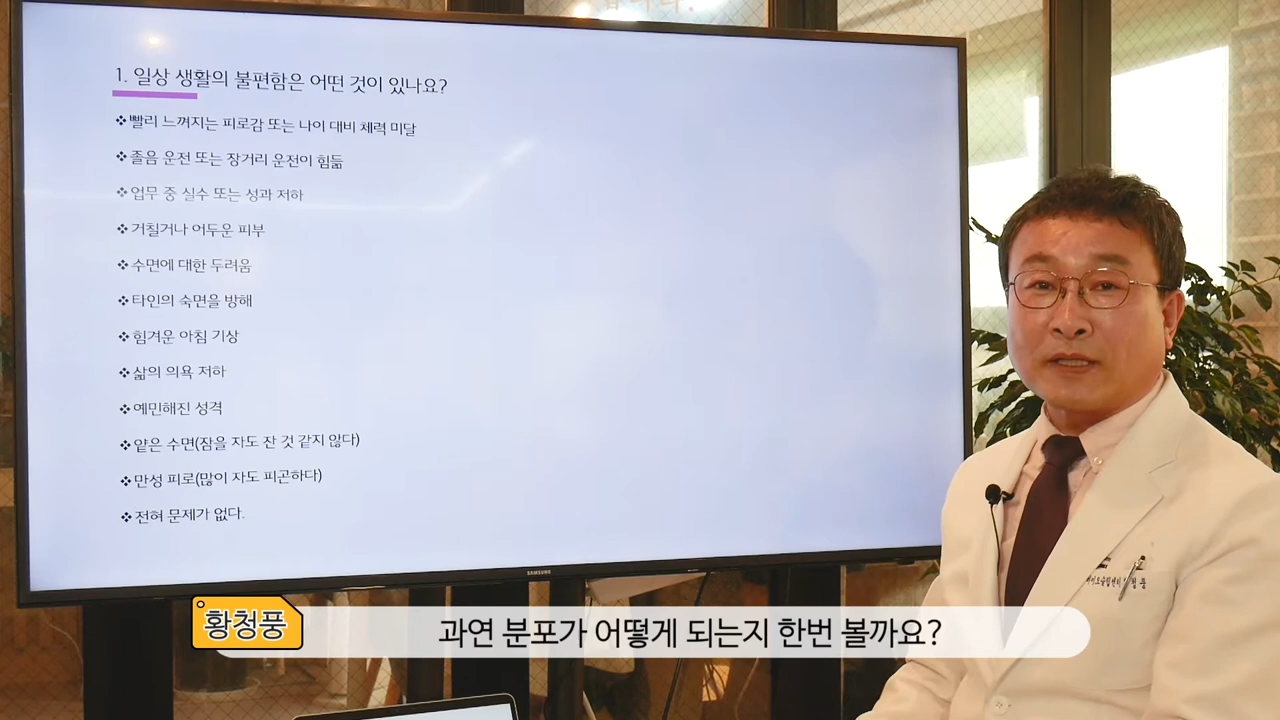 1. 일상 생활의 불편함은 어떤 것이 있나요?
❖ 빨리 느껴지는 피로감 또는 나이 대비 체력 미달
❖ 졸음 운전 또는 장거리 운전이 힘듦
❖ 업무 중 실수 또는 성과 저하
❖ 거칠거나 어두운 피부
❖ 수면에 대한 두려움
❖ 타인의 숙면을 방해
❖ 힘겨운 아침 기상
❖ 삶의 의욕 저하
❖ 예민해진 성격
❖ 얕은 수면(잠을 자도 잔 것 같지 않다)
❖ 만성 피로(많이 자도 피곤하다)
❖ 전혀 문제가 없다.
SAMSUNG
황청풍
과연 분포가 어떻게 되는지 한번 볼까요?